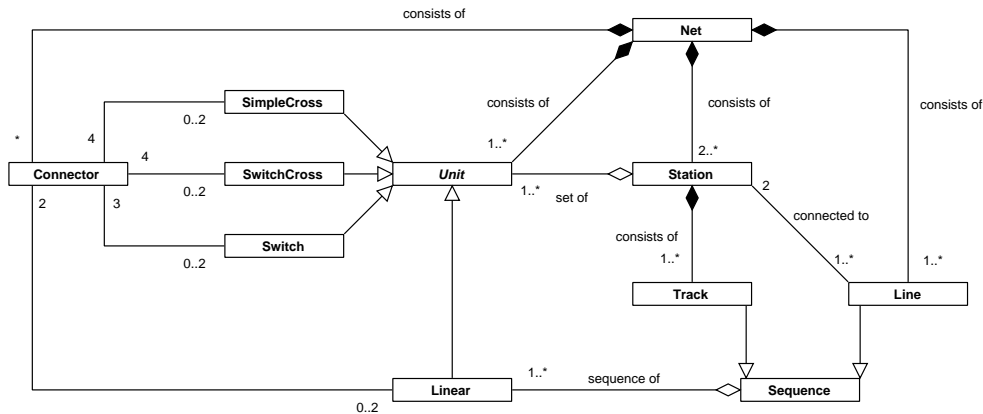 consists of
Net
SimpleCross
consists of
consists of
consists of
0..2
*
4
4
1..*
2..*
Connector
SwitchCross
Unit
Station
2
3
0..2
1..*
set of
2
connected to
Switch
consists of
0..2
1..*
1..*
1..*
Track
Line
1..*
sequence of
Linear
Sequence
0..2